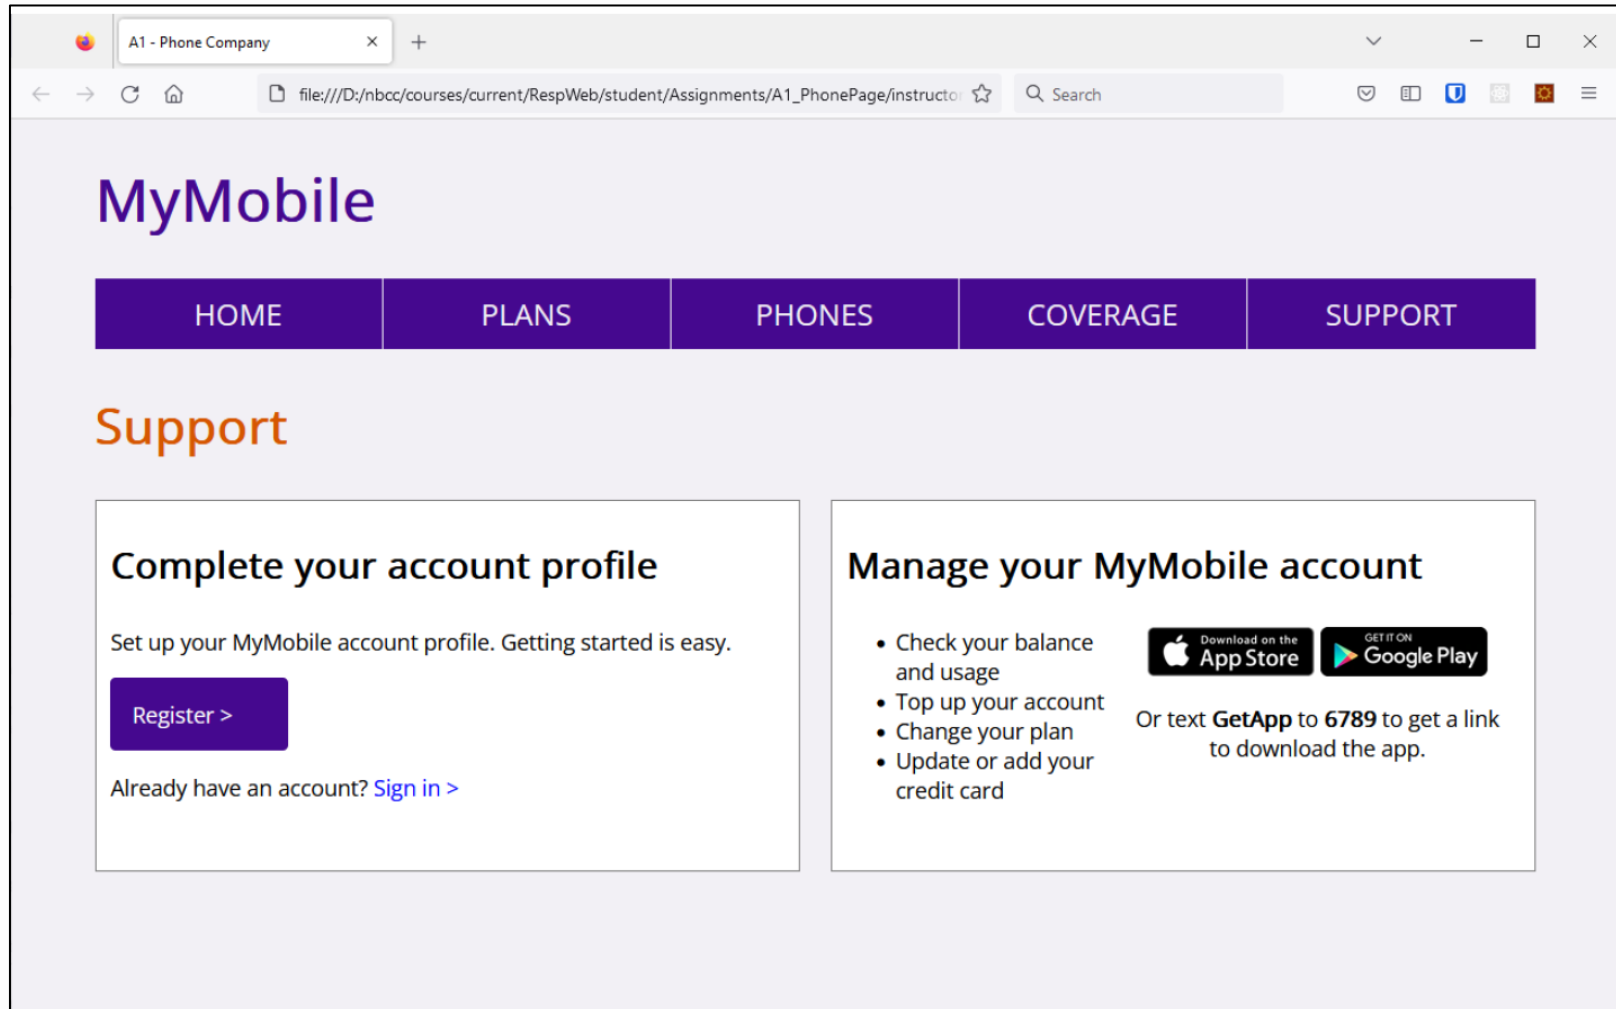 A1 - Phone Company
file:///D:/nbcc/courses/current/RespWeb/student/Assignments/A1_PhonePage/instructo
Search
MyMobile
HOME PLANS PHONES COVERAGE SUPPORT
Support
Complete your account profile
Set up your MyMobile account profile. Getting started is easy.
Register >
Already have an account? Sign in >
Manage your MyMobile account
• Check your balance
and usage
• Top up your account
• Change your plan
• Update or add your
credit card
Download on the
App Store
GET IT ON
Google Play
Or text GetApp to 6789 to get a link
to download the app.